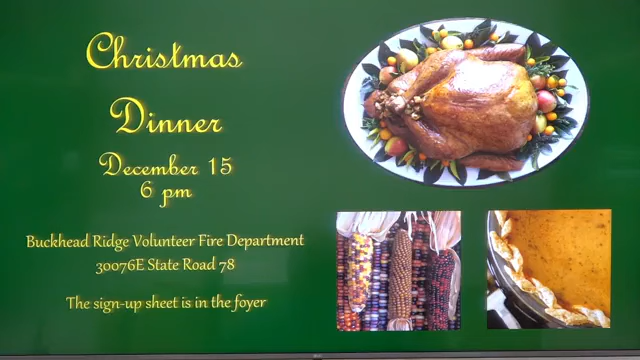 Christmas
Dinner
December 15
6 pm
Buckhead Ridge Volunteer Fire Department
30076E State Road 78
The sign-up sheet is in the foyer